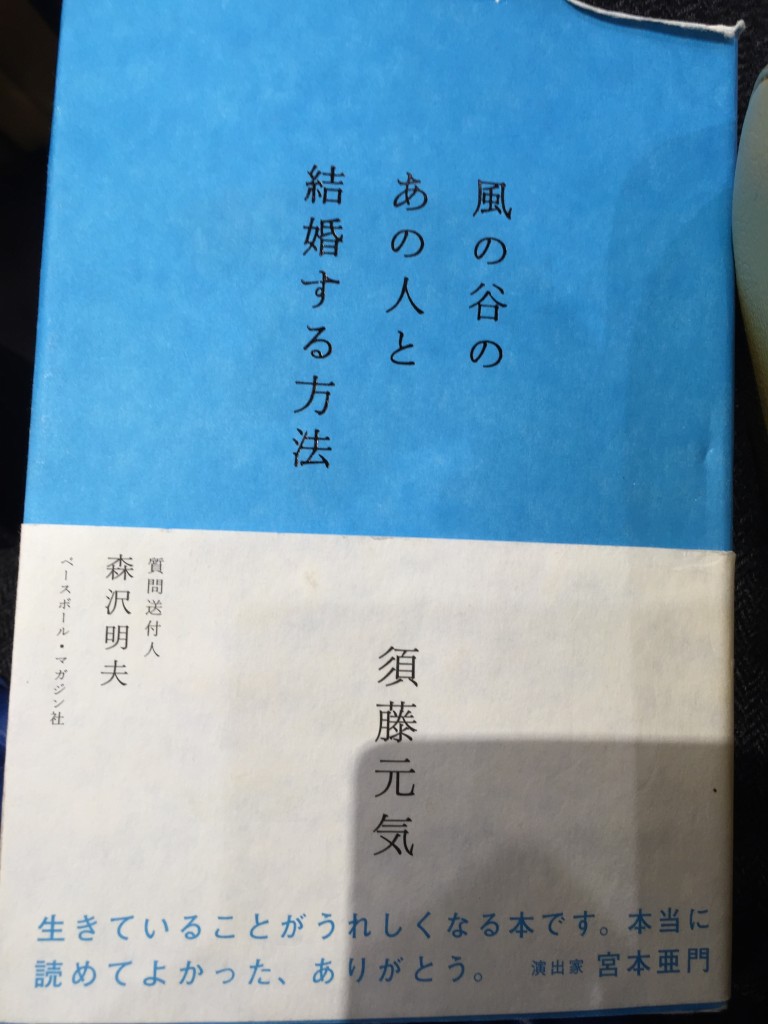 風の谷の
あの人と
結婚する方法
須藤元気
質問送付人
森沢明夫
ベースボール・マガジン社
生きていることがうれしくなる本です。本当に
読めてよかった、ありがとう。 演出家 宮本亜門